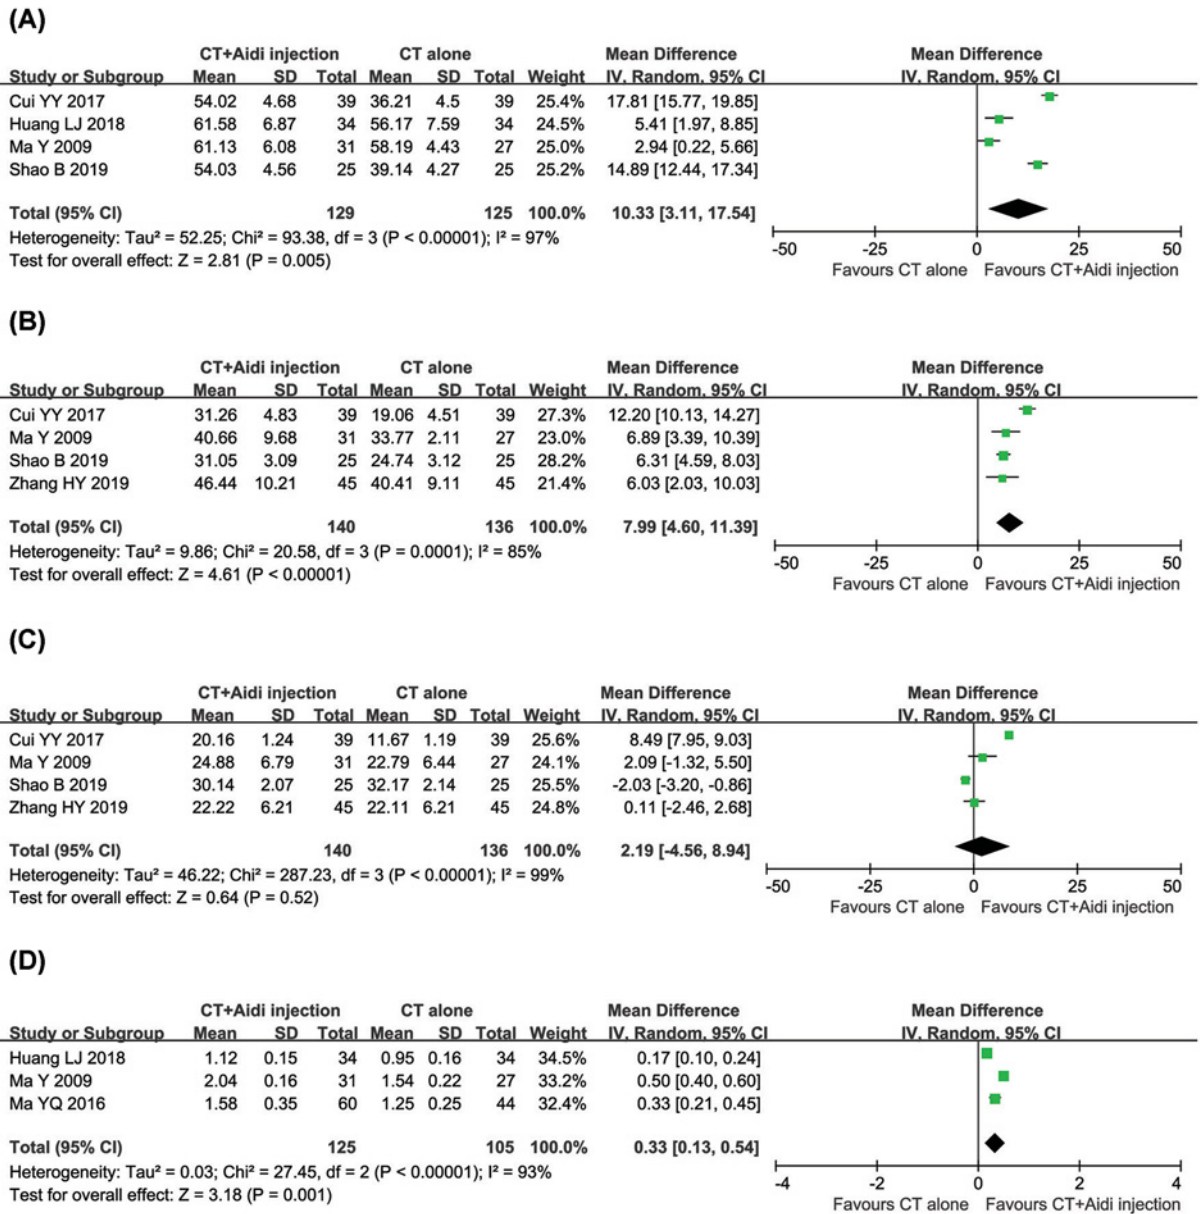 (A)
CT+Aidi injection CT alone Mean Difference Mean Difference
Study or Subgroup Mean SD Total Mean SD Total Weight IV, Random, 95% CI IV, Random, 95% CI
Cui YY 2017 54.02 4.68 39 36.21 4.5 39 25.4% 17.81 [15.77, 19.85]
Huang LJ 2018 61.58 6.87 34 56.17 7.59 34 24.5% 5.41 [1.97, 8.85]
Ma Y 2009 61.13 6.08 31 58.19 4.43 27 25.0% 2.94 [0.22, 5.66]
Shao B 2019 54.03 4.56 25 39.14 4.27 25 25.2% 14.89 [12.44, 17.34]
Total (95% CI) 129 125 100.0% 10.33 [3.11, 17.54]
Heterogeneity: Tau² = 52.25; Chi² = 93.38, df = 3 (P < 0.00001); I² = 97%
Test for overall effect: Z = 2.81 (P = 0.005)
-50 -25 0 25 50
Favours CT alone Favours CT+Aidi injection
(B)
CT+Aidi injection CT alone Mean Difference Mean Difference
Study or Subgroup Mean SD Total Mean SD Total Weight IV, Random, 95% CI IV, Random, 95% CI
Cui YY 2017 31.26 4.83 39 19.06 4.51 39 27.3% 12.20 [10.13, 14.27]
Ma Y 2009 40.66 9.68 31 33.77 2.11 27 23.0% 6.89 [3.39, 10.39]
Shao B 2019 31.05 3.09 25 24.74 3.12 25 28.2% 6.31 [4.59, 8.03]
Zhang HY 2019 46.44 10.21 45 40.41 9.11 45 21.4% 6.03 [2.03, 10.03]
Total (95% CI) 140 136 100.0% 7.99 [4.60, 11.39]
Heterogeneity: Tau² = 9.86; Chi² = 20.58, df = 3 (P = 0.0001); I² = 85%
Test for overall effect: Z = 4.61 (P < 0.00001)
-50 -25 0 25 50
Favours CT alone Favours CT+Aidi injection
(C)
CT+Aidi injection CT alone Mean Difference Mean Difference
Study or Subgroup Mean SD Total Mean SD Total Weight IV, Random, 95% CI IV, Random, 95% CI
Cui YY 2017 20.16 1.24 39 11.67 1.19 39 25.6% 8.49 [7.95, 9.03]
Ma Y 2009 24.88 6.79 31 22.79 6.44 27 24.1% 2.09 [-1.32, 5.50]
Shao B 2019 30.14 2.07 25 32.17 2.14 25 25.5% -2.03 [-3.20, -0.86]
Zhang HY 2019 22.22 6.21 45 22.11 6.21 45 24.8% 0.11 [-2.46, 2.68]
Total (95% CI) 140 136 100.0% 2.19 [-4.56, 8.94]
Heterogeneity: Tau² = 46.22; Chi² = 287.23, df = 3 (P < 0.00001); I² = 99%
Test for overall effect: Z = 0.64 (P = 0.52)
-50 -25 0 25 50
Favours CT alone Favours CT+Aidi injection
(D)
CT+Aidi injection CT alone Mean Difference Mean Difference
Study or Subgroup Mean SD Total Mean SD Total Weight IV, Random, 95% CI IV, Random, 95% CI
Huang LJ 2018 1.12 0.15 34 0.95 0.16 34 34.5% 0.17 [0.10, 0.24]
Ma Y 2009 2.04 0.16 31 1.54 0.22 27 33.2% 0.50 [0.40, 0.60]
Ma YQ 2016 1.58 0.35 60 1.25 0.25 44 32.4% 0.33 [0.21, 0.45]
Total (95% CI) 125 105 100.0% 0.33 [0.13, 0.54]
Heterogeneity: Tau² = 0.03; Chi² = 27.45, df = 2 (P < 0.00001); I² = 93%
Test for overall effect: Z = 3.18 (P = 0.001)
-4 -2 0 2 4
Favours CT alone Favours CT+Aidi injection